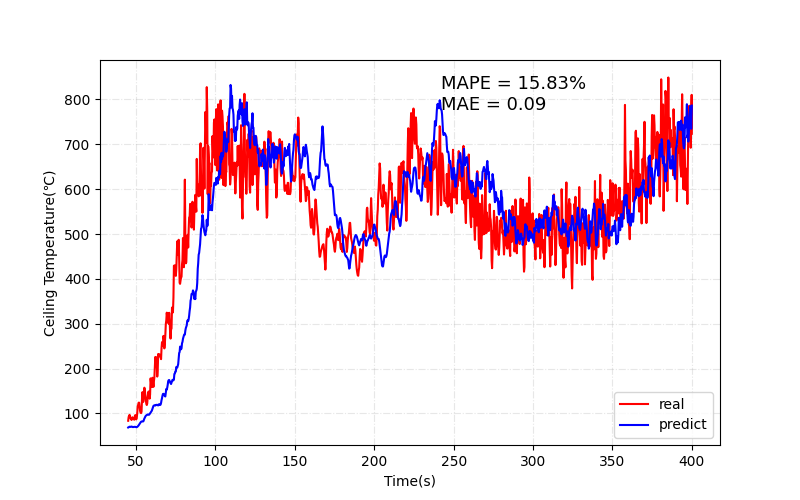 MAPE = 15.83%
MAE = 0.09
800
700
600
500
400
300
200
100
Ceiling Temperature(℃)
real
predict
50 100 150 200 250 300 350 400
Time(s)